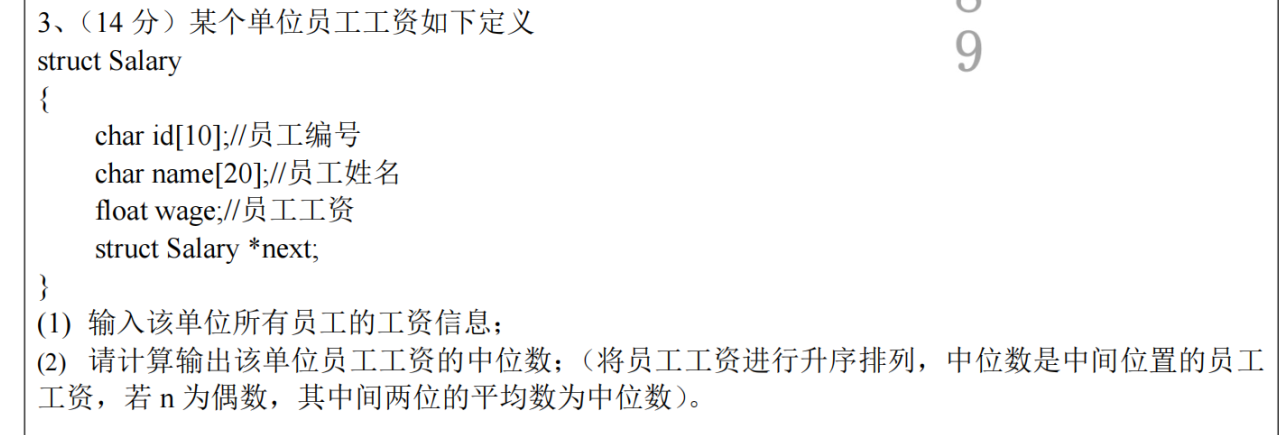 3、（14 分）某个单位员工工资如下定义
9
struct Salary
{
char id[10];//员工编号
char name[20];//员工姓名
float wage;//员工工资
struct Salary *next;
}
(1) 输入该单位所有员工的工资信息；
(2) 请计算输出该单位员工工资的中位数；（将员工工资进行升序排列，中位数是中间位置的员工
工资，若 n 为偶数，其中间两位的平均数为中位数）。